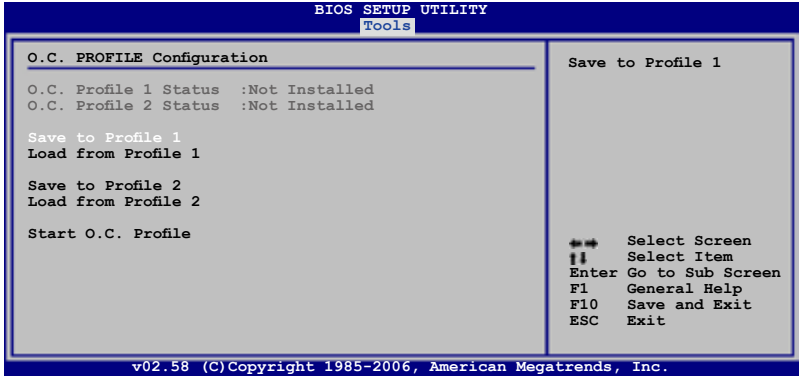 BIOS SETUP UTILITY
Tools
O.C. PROFILE Configuration
O.C. Profile 1 Status :Not Installed
O.C. Profile 2 Status :Not Installed
Save to Profile 1
Load from Profile 1
Save to Profile 2
Load from Profile 2
Start O.C. Profile
Save to Profile 1
←→ Select Screen
↑↓ Select Item
Enter Go to Sub Screen
F1 General Help
F10 Save and Exit
ESC Exit
v02.58 (C)Copyright 1985-2006, American Megatrends, Inc.